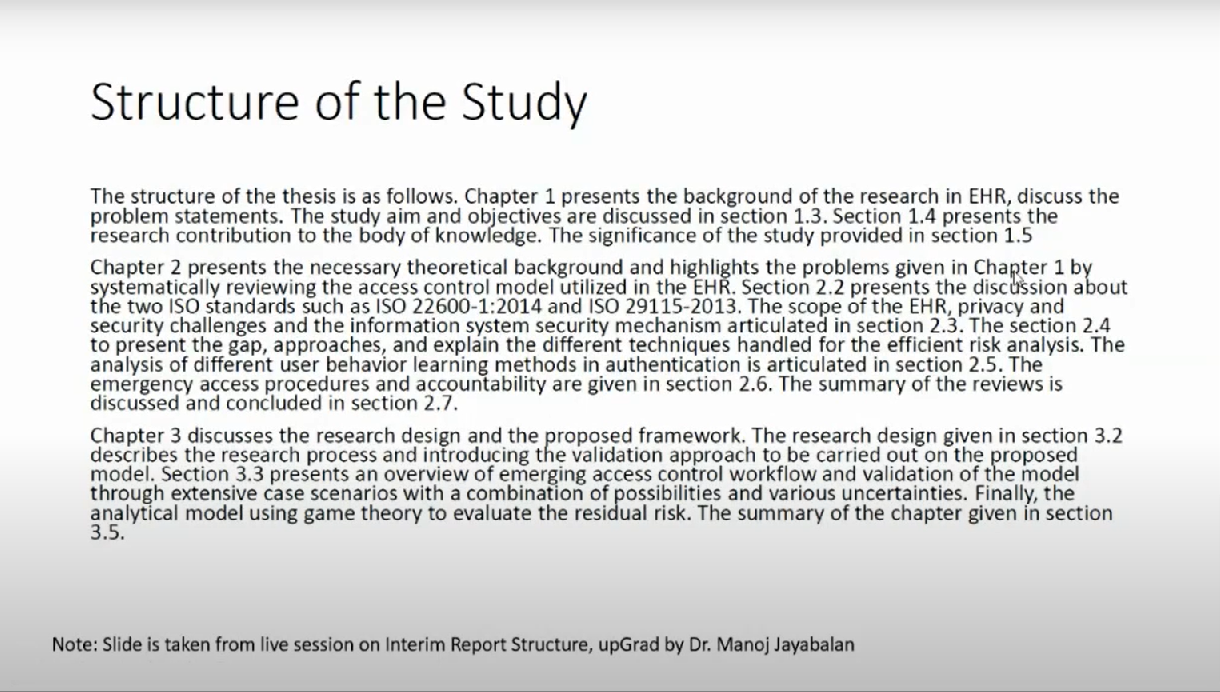 Structure of the Study
The structure of the thesis is as follows. Chapter 1 presents the background of the research in EHR, discuss the
problem statements. The study aim and objectives are discussed in section 1.3. Section 1.4 presents the
research contribution to the body of knowledge. The significance of the study provided in section 1.5
Chapter 2 presents the necessary theoretical background and highlights the problems given in Chapter 1 by
systematically reviewing the access control model utilized in the EHR. Section 2.2 presents the discussion about
the two ISO standards such as ISO 22600-1:2014 and ISO 29115-2013. The scope of the EHR, privacy and
security challenges and the information system security mechanism articulated in section 2.3. The section 2.4
to present the gap, approaches, and explain the different techniques handled for the efficient risk analysis. The
analysis of different user behavior learning methods in authentication is articulated in section 2.5. The
emergency access procedures and accountability are given in section 2.6. The summary of the reviews is
discussed and concluded in section 2.7.
Chapter 3 discusses the research design and the proposed framework. The research design given in section 3.2
describes the research process and introducing the validation approach to be carried out on the proposed
model. Section 3.3 presents an overview of emerging access control workflow and validation of the model
through extensive case scenarios with a combination of possibilities and various uncertainties. Finally, the
analytical model using game theory to evaluate the residual risk. The summary of the chapter given in section
3.5.
Note: Slide is taken from live session on Interim Report Structure, upGrad by Dr. Manoj Jayabalan